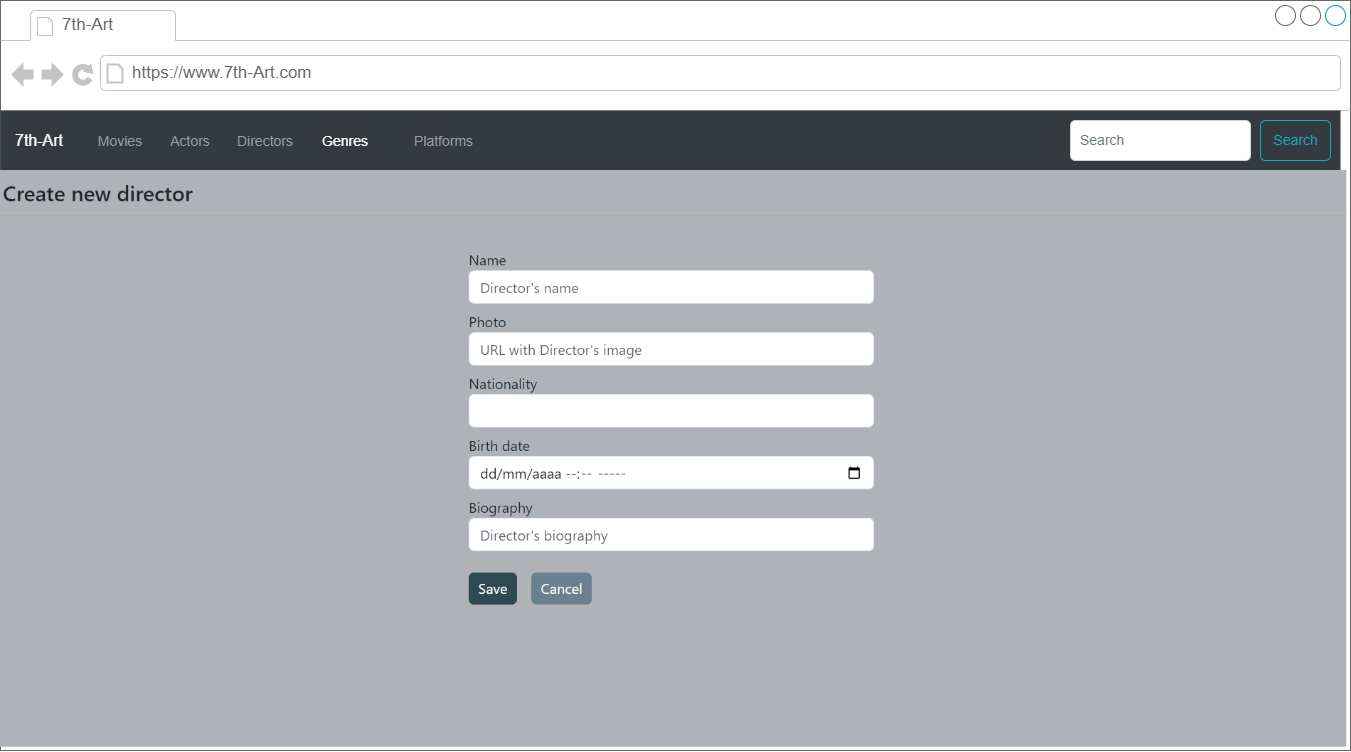 7th-Art
https://www.7th-Art.com
7th-Art Movies Actors Directors Genres Platforms Search Search
Create new director
Name
Director's name
Photo
URL with Director's image
Nationality
Birth date
dd/mm/aaaa --:-- -----
Biography
Director's biography
Save Cancel